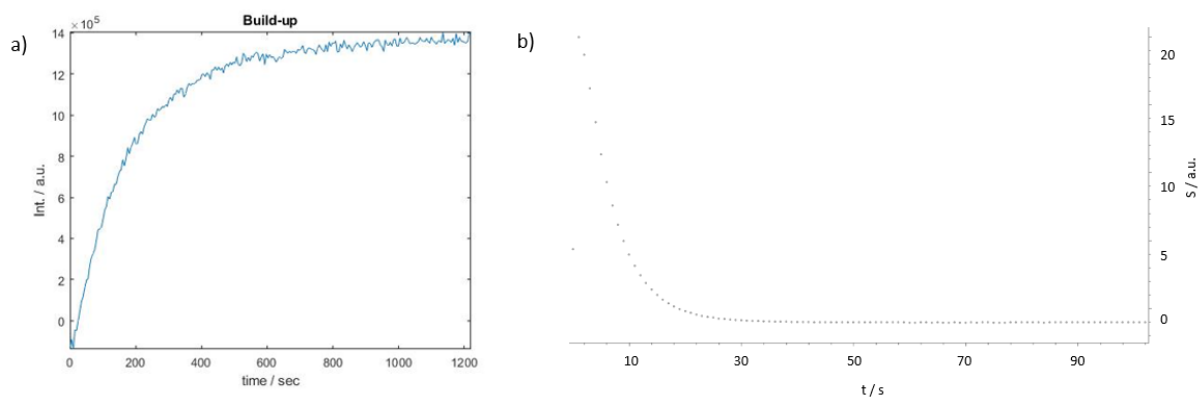 a)
Build-up
×10⁵
14
12
10
8
6
4
2
0
Int. / a.u.
0 200 400 600 800 1000 1200
time / sec
b)
20
15
10
5
0
S / a.u.
10 30 50 70 90
t / s